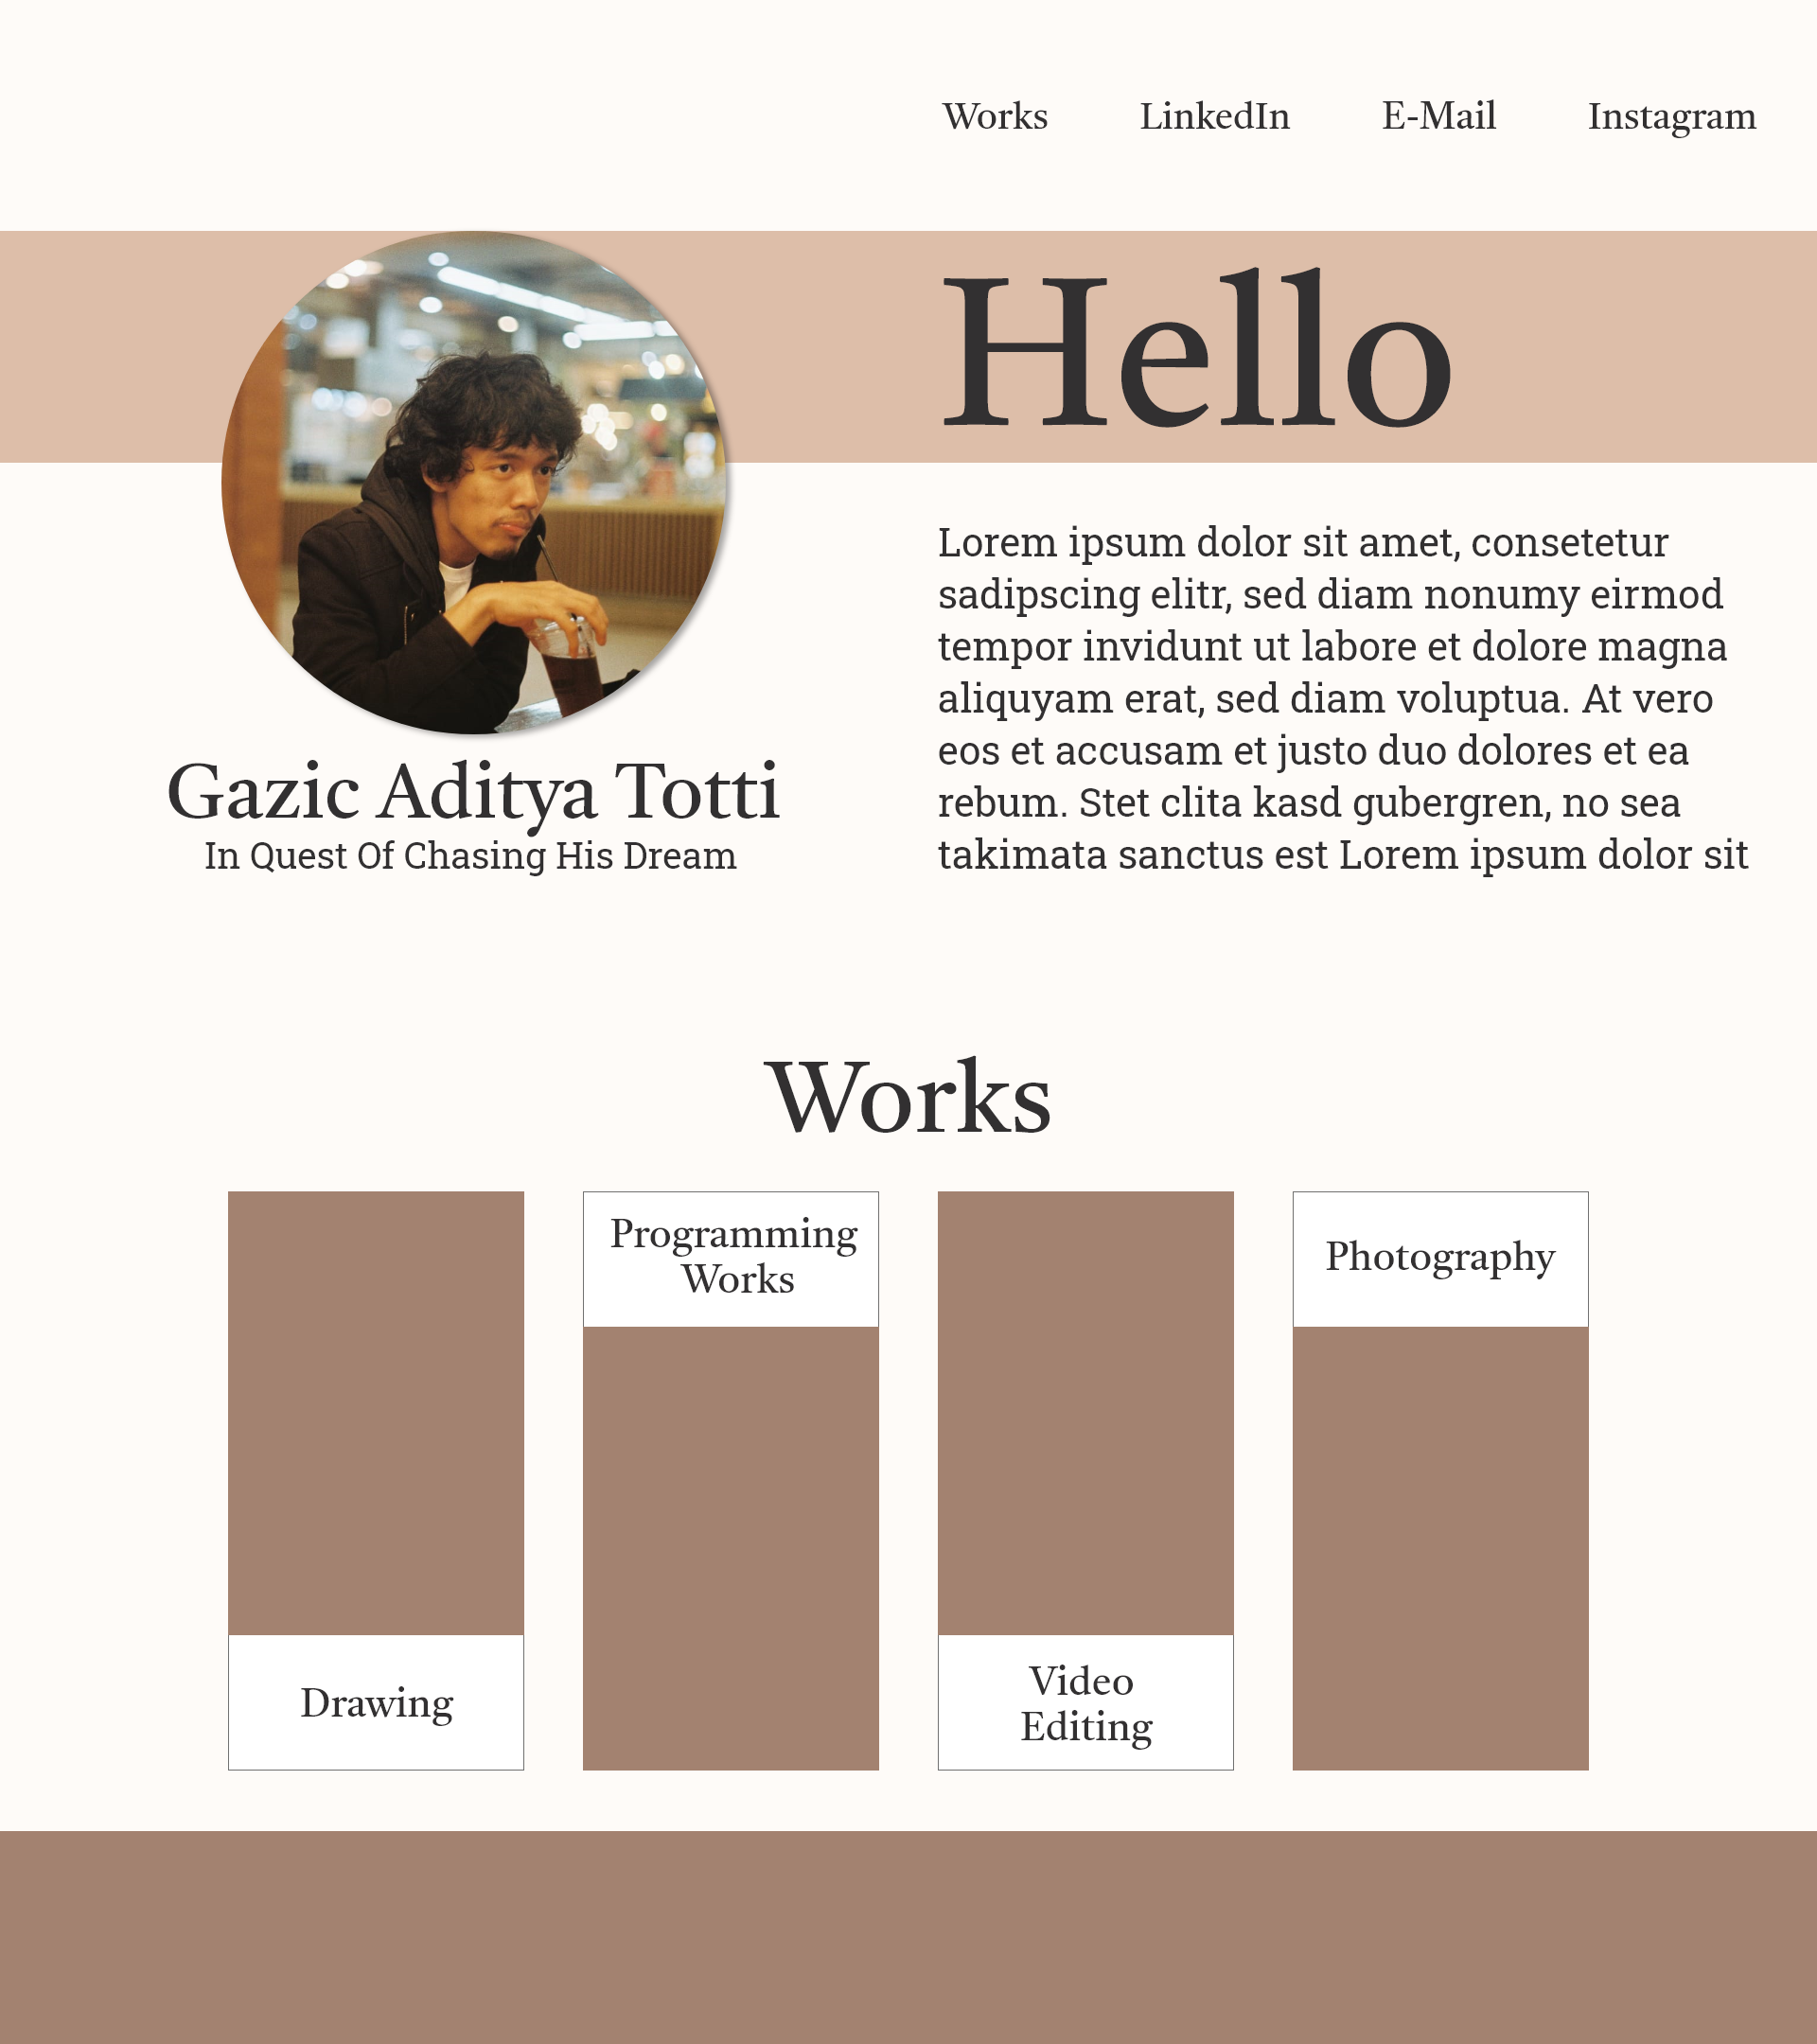 Works LinkedIn E-Mail Instagram
Hello
Lorem ipsum dolor sit amet, consetetur
sadipscing elitr, sed diam nonumy eirmod
tempor invidunt ut labore et dolore magna
aliquyam erat, sed diam voluptua. At vero
eos et accusam et justo duo dolores et ea
rebum. Stet clita kasd gubergren, no sea
takimata sanctus est Lorem ipsum dolor sit
Gazic Aditya Totti
In Quest Of Chasing His Dream
Works
Drawing
Programming
Works
Video
Editing
Photography